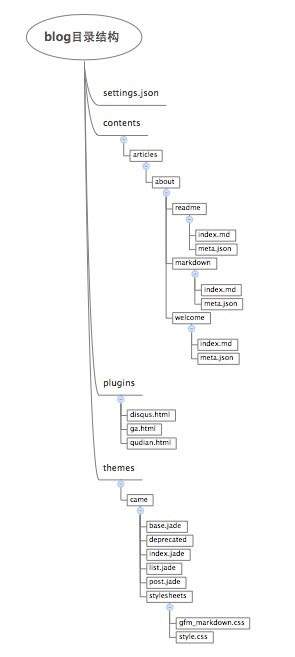 blog目录结构
settings.json
contents
articles
about
readme
index.md
meta.json
markdown
index.md
meta.json
welcome
index.md
meta.json
plugins
disqus.html
ga.html
qudian.html
themes
came
base.jade
deprecated
index.jade
list.jade
post.jade
stylesheets
gfm_markdown.css
style.css